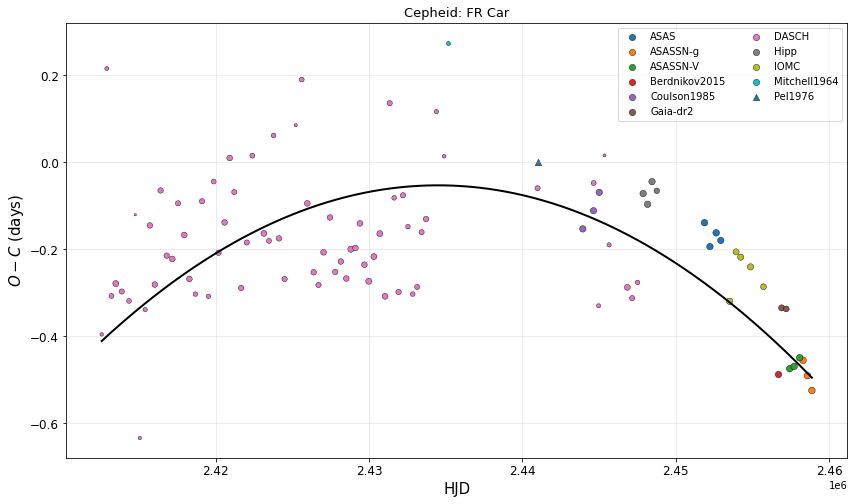 Cepheid: FR Car
ASAS
ASASSN-g
ASASSN-V
Berdnikov2015
Coulson1985
Gaia-dr2
DASCH
Hipp
IOMC
Mitchell1964
Pel1976
O − C (days)
0.2
0.0
−0.2
−0.4
−0.6
2.42 2.43 2.44 2.45 2.46
1e6
HJD